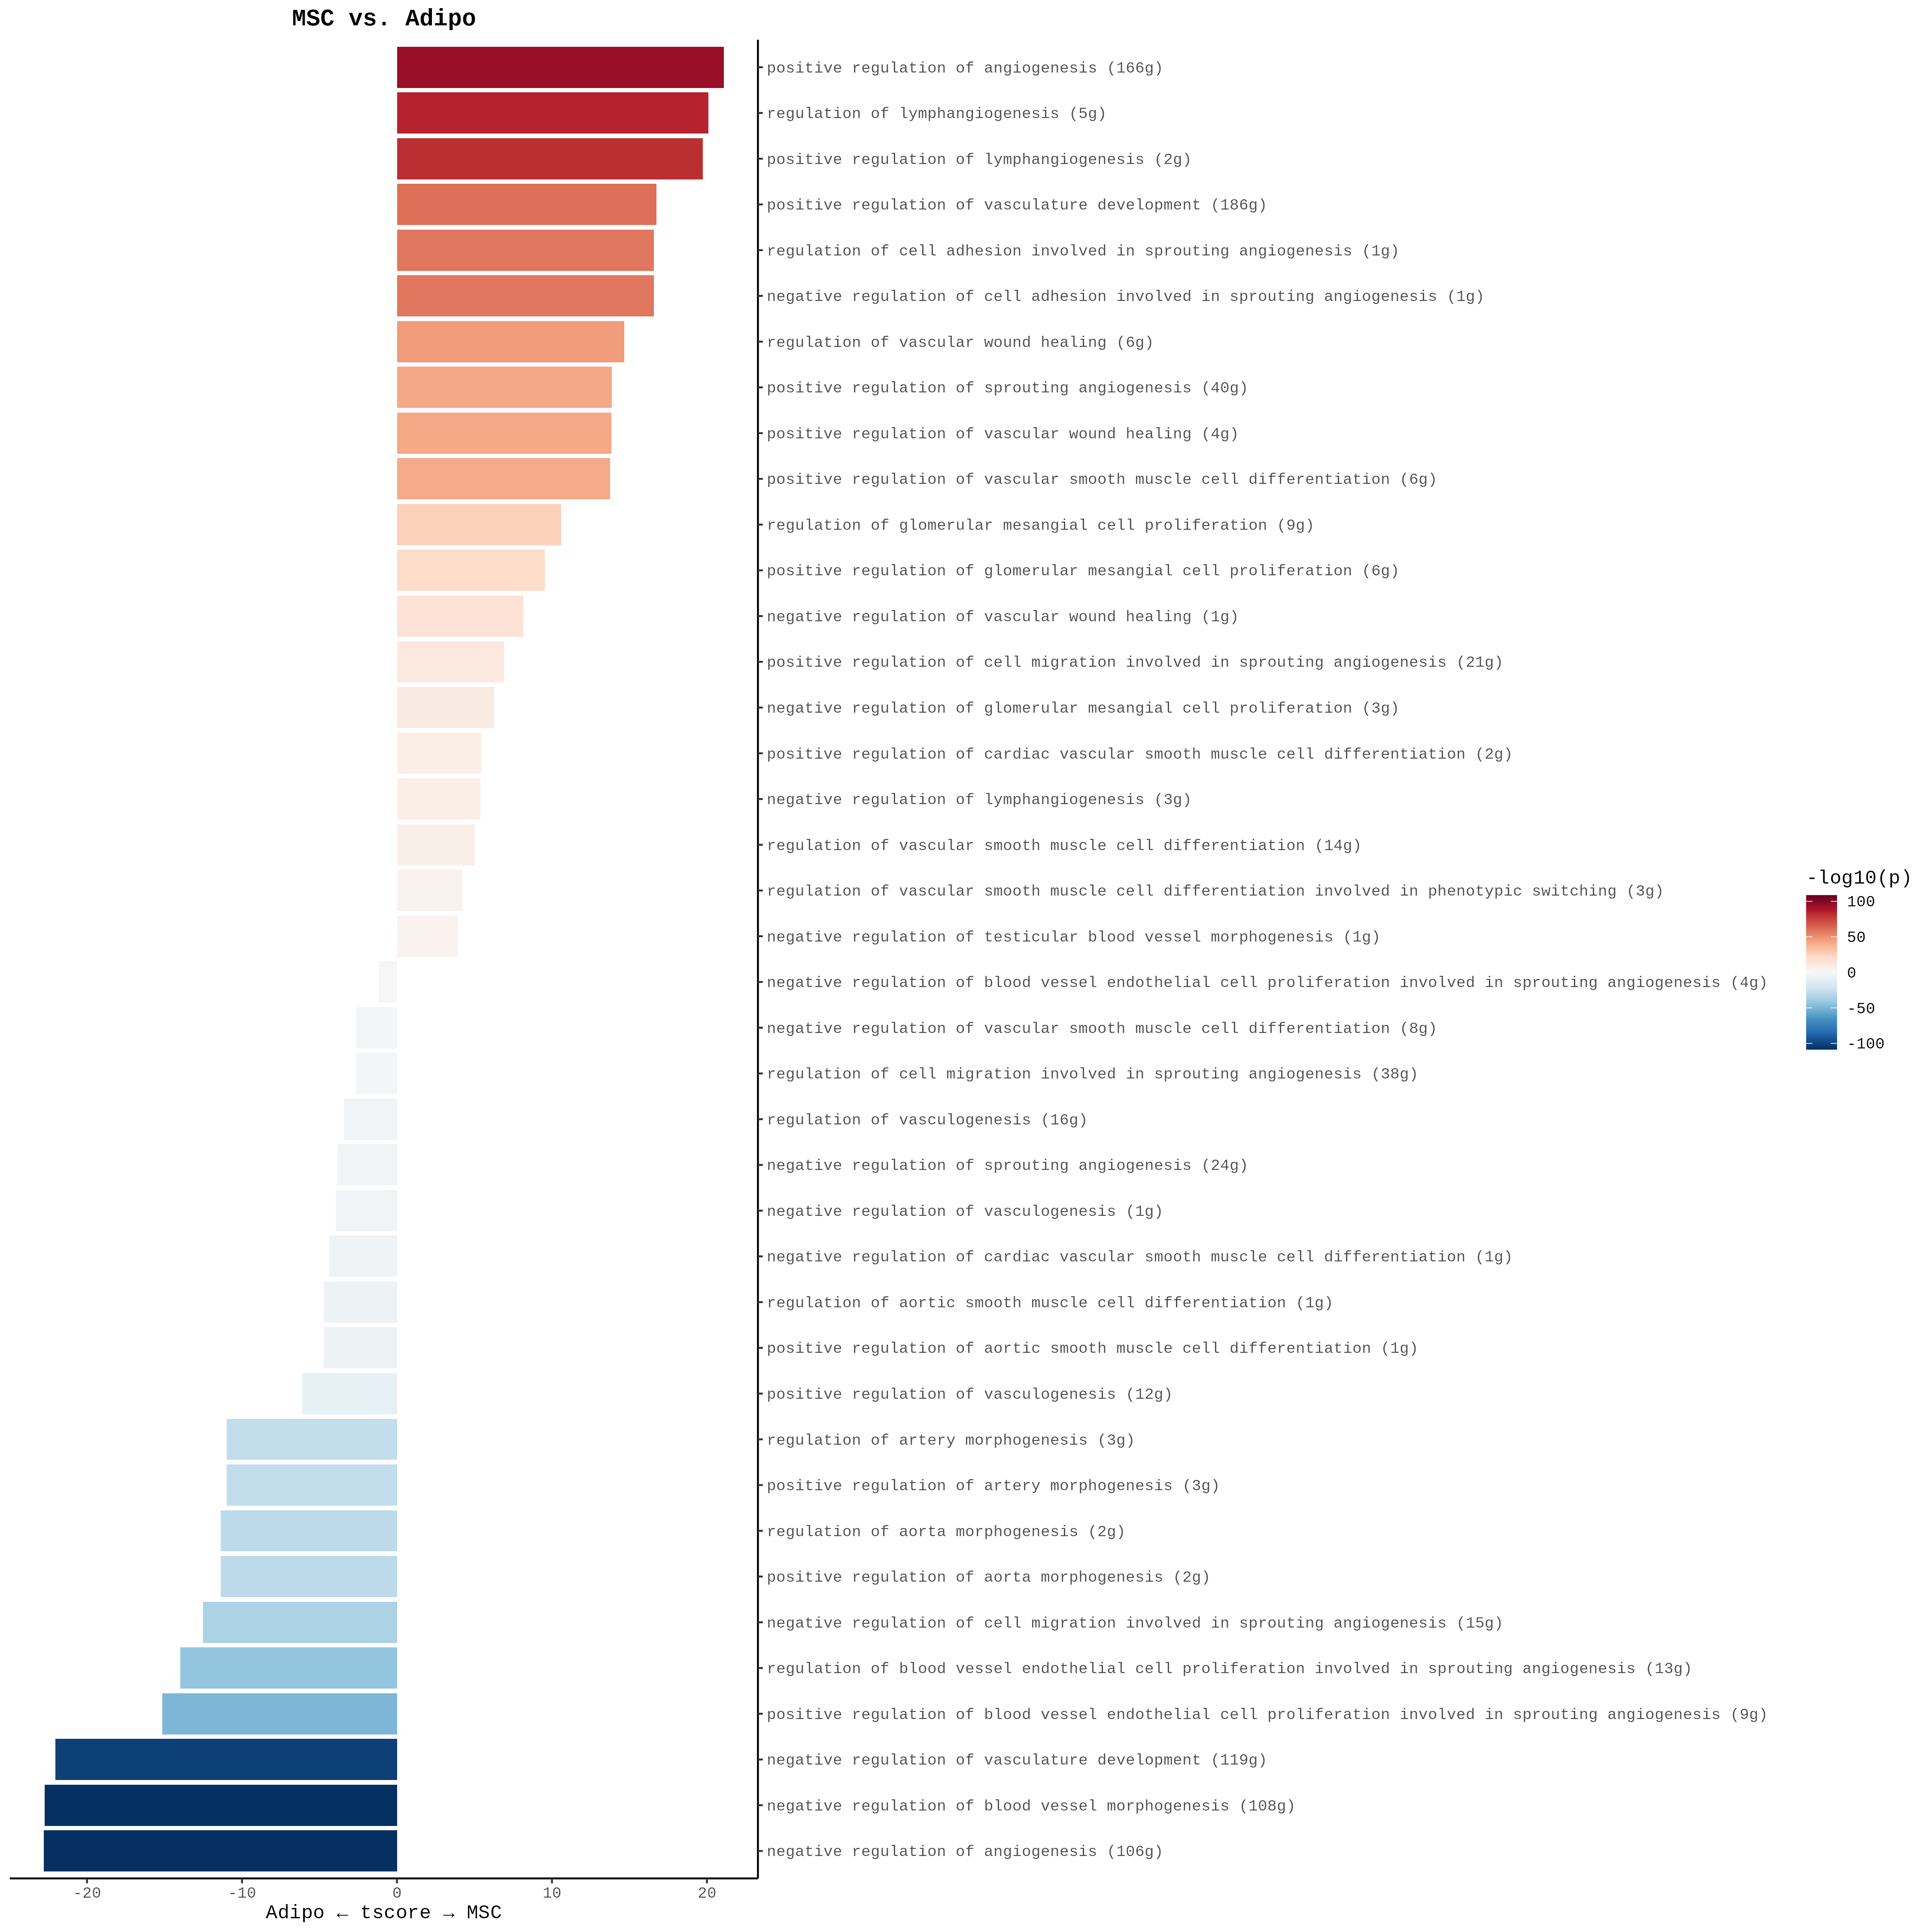 MSC vs. Adipo
positive regulation of angiogenesis (166g)
regulation of lymphangiogenesis (5g)
positive regulation of lymphangiogenesis (2g)
positive regulation of vasculature development (186g)
regulation of cell adhesion involved in sprouting angiogenesis (1g)
negative regulation of cell adhesion involved in sprouting angiogenesis (1g)
regulation of vascular wound healing (6g)
positive regulation of sprouting angiogenesis (40g)
positive regulation of vascular wound healing (4g)
positive regulation of vascular smooth muscle cell differentiation (6g)
regulation of glomerular mesangial cell proliferation (9g)
positive regulation of glomerular mesangial cell proliferation (6g)
negative regulation of vascular wound healing (1g)
positive regulation of cell migration involved in sprouting angiogenesis (21g)
negative regulation of glomerular mesangial cell proliferation (3g)
positive regulation of cardiac vascular smooth muscle cell differentiation (2g)
negative regulation of lymphangiogenesis (3g)
regulation of vascular smooth muscle cell differentiation (14g)
regulation of vascular smooth muscle cell differentiation involved in phenotypic switching (3g)
negative regulation of testicular blood vessel morphogenesis (1g)
negative regulation of blood vessel endothelial cell proliferation involved in sprouting angiogenesis (4g)
negative regulation of vascular smooth muscle cell differentiation (8g)
regulation of cell migration involved in sprouting angiogenesis (38g)
regulation of vasculogenesis (16g)
negative regulation of sprouting angiogenesis (24g)
negative regulation of vasculogenesis (1g)
negative regulation of cardiac vascular smooth muscle cell differentiation (1g)
regulation of aortic smooth muscle cell differentiation (1g)
positive regulation of aortic smooth muscle cell differentiation (1g)
positive regulation of vasculogenesis (12g)
regulation of artery morphogenesis (3g)
positive regulation of artery morphogenesis (3g)
regulation of aorta morphogenesis (2g)
positive regulation of aorta morphogenesis (2g)
negative regulation of cell migration involved in sprouting angiogenesis (15g)
regulation of blood vessel endothelial cell proliferation involved in sprouting angiogenesis (13g)
positive regulation of blood vessel endothelial cell proliferation involved in sprouting angiogenesis (9g)
negative regulation of vasculature development (119g)
negative regulation of blood vessel morphogenesis (108g)
negative regulation of angiogenesis (106g)
-20 -10 0 10 20
Adipo ← tscore → MSC
-log10(p)
100
50
0
-50
-100